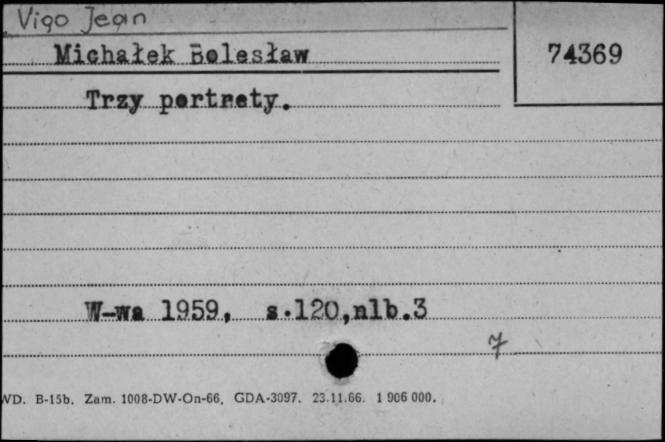 Vigo Jean
Michałek Bolesław
74369
Trzy portrety.
W-wa 1959, s.120,nlb.3
7
WD. B-15b. Zam. 1008-DW-On-66. GDA-3097. 23.11.66. 1 906 000.